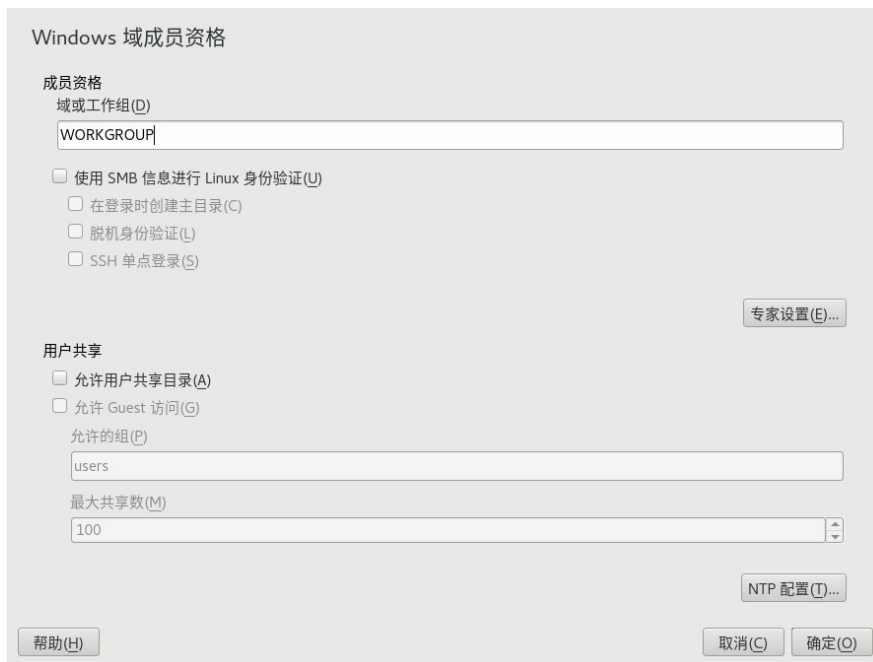 Windows 域成员资格
成员资格
域或工作组(D)
WORKGROUP
使用 SMB 信息进行 Linux 身份验证(U)
在登录时创建主目录(C)
脱机身份验证(L)
SSH 单点登录(S)
专家设置(E)...
用户共享
允许用户共享目录(A)
允许 Guest 访问(G)
允许的组(P)
users
最大共享数(M)
100
NTP 配置(T)...
帮助(H)
取消(C)
确定(O)